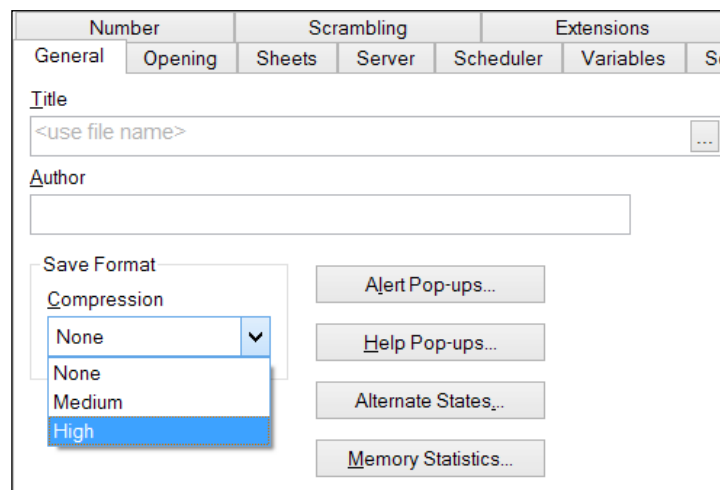 Number Scrambling Extensions
General Opening Sheets Server Scheduler Variables
Title
<use file name>
...
Author
Save Format
Compression
None
None
Medium
High
Alert Pop-ups...
Help Pop-ups...
Alternate States...
Memory Statistics...